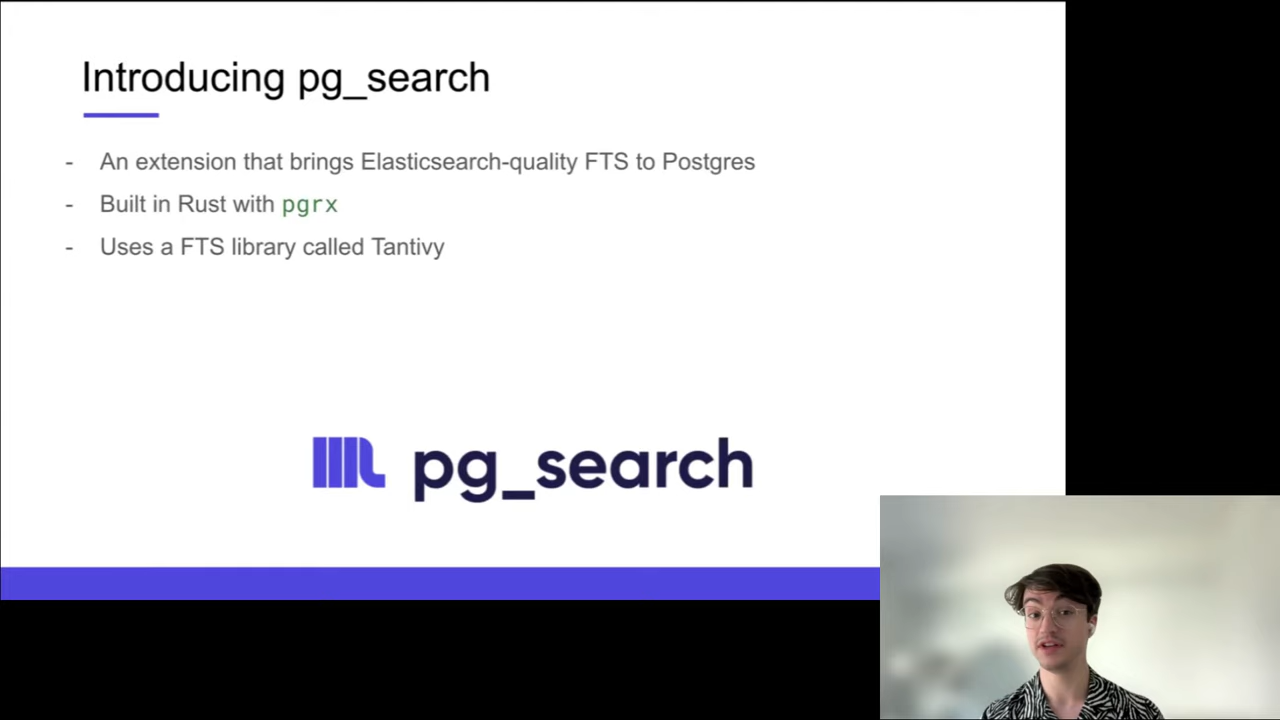 Introducing pg_search
- An extension that brings Elasticsearch-quality FTS to Postgres
- Built in Rust with pgrx
- Uses a FTS library called Tantivy
pg_search